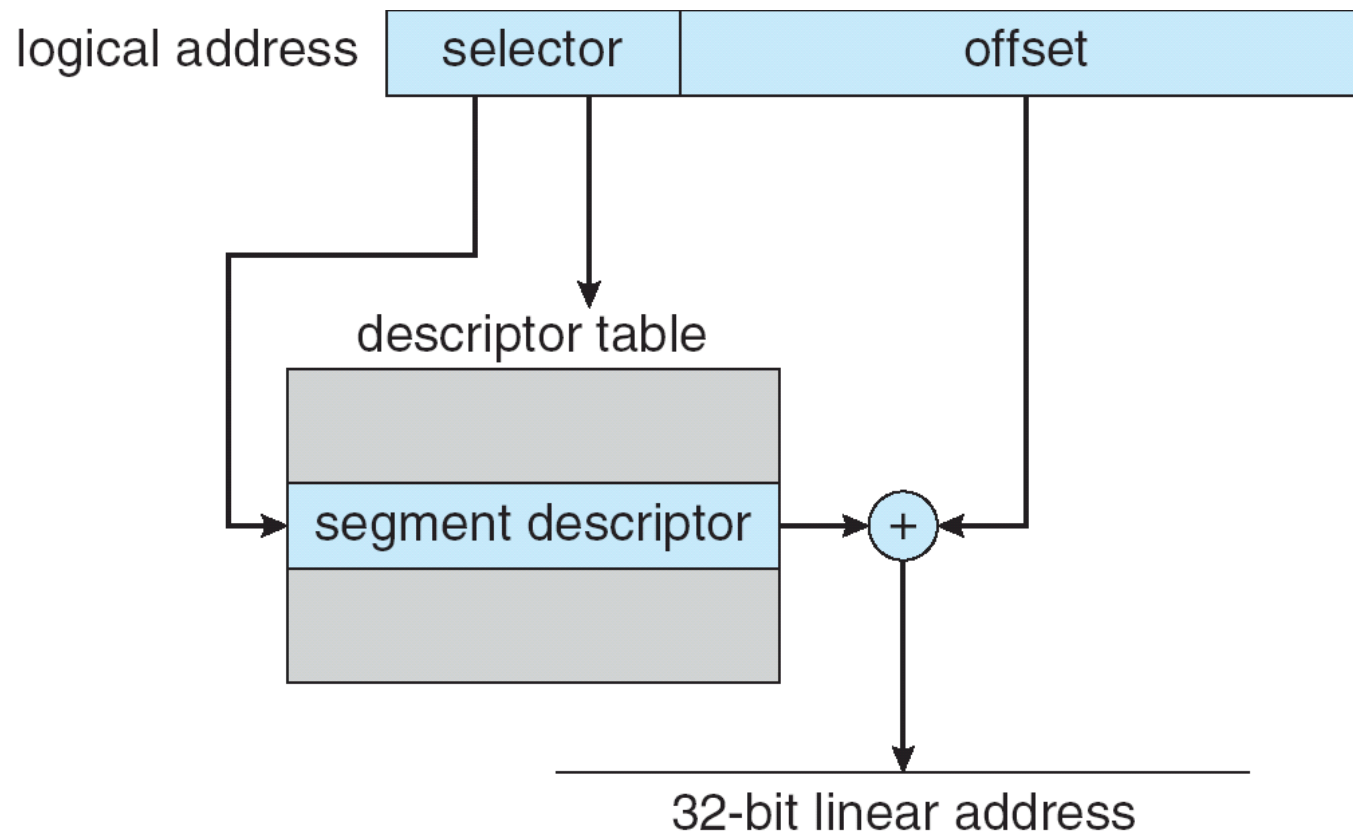 logical address selector offset
descriptor table
segment descriptor +
32-bit linear address